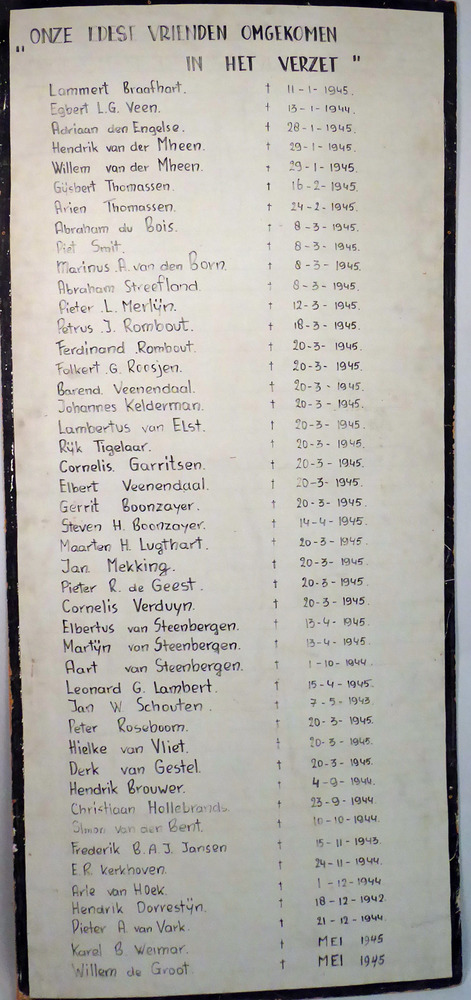 "ONZE EDESE VRIENDEN OMGEKOMEN
IN HET VERZET"
Lammert Braafhart. † 11-1-1945.
Egbert L.G. Veen. † 13-1-1944.
Adriaan den Engelse. † 28-1-1945.
Hendrik van der Mheen. † 29-1-1945.
Willem van der Mheen. † 29-1-1945.
Gijsbert Thomassen. † 16-2-1945.
Arien Thomassen. † 24-2-1945.
Abraham du Bois. † 8-3-1945.
Piet Smit. † 8-3-1945.
Marinus A. van den Born. † 8-3-1945.
Abraham Streefland. † 8-3-1945.
Pieter L. Merlijn. † 12-3-1945.
Petrus J. Rombout. † 18-3-1945.
Ferdinand Rombout. † 20-3-1945.
Folkert G. Roosjen. † 20-3-1945.
Barend Veenendaal. † 20-3-1945.
Johannes Kelderman. † 20-3-1945.
Lambertus van Elst. † 20-3-1945.
Rijk Tigelaar. † 20-3-1945.
Cornelis Garritsen. † 20-3-1945.
Elbert Veenendaal. † 20-3-1945.
Gerrit Boonzayer. † 20-3-1945.
Steven H. Boonzayer. † 14-4-1945.
Maarten H. Lugthart. † 20-3-1945.
Jan Mekking. † 20-3-1945.
Pieter R. de Geest. † 20-3-1945.
Cornelis Verduyn. † 20-3-1945.
Elbertus van Steenbergen. † 13-4-1945.
Martijn van Steenbergen. † 13-4-1945.
Aart van Steenbergen. † 1-10-1944.
Leonard G. Lambert. † 15-4-1945.
Jan W Schouten. † 7-5-1943.
Peter Roseboom. † 20-3-1945.
Hielke van Vliet. † 20-3-1945.
Derk van Gestel. † 20-3-1945.
Hendrik Brouwer. † 4-9-1944.
Christiaan Hollebrands † 23-9-1944.
Simon van der Bent. † 10-10-1944.
Frederik B.A.J. Jansen † 15-11-1943.
E.R. Kerkhoven. † 24-11-1944.
Arie van Hoek. † 1-12-1944
Hendrik Dorrestijn. † 18-12-1942.
Pieter A. van Vark. † 21-12-1944.
Karel B. Weimar. † MEI 1945
Willem de Groot. † MEI 1945